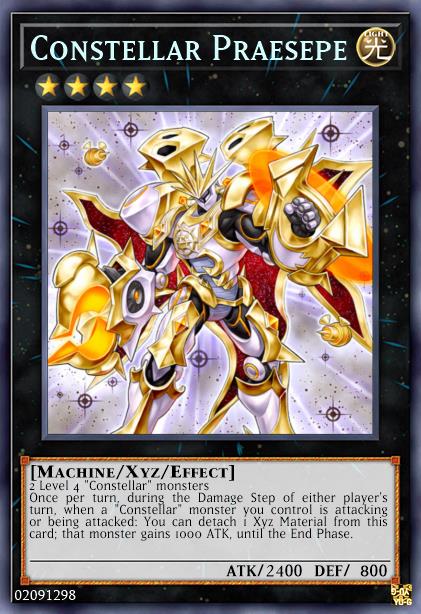 CONSTELLAR PRAESEPE
LIGHT
光
[MACHINE/XYZ/EFFECT]
2 Level 4 "Constellar" monsters
Once per turn, during the Damage Step of either player's
turn, when a "Constellar" monster you control is attacking
or being attacked: You can detach 1 Xyz Material from this
card; that monster gains 1000 ATK, until the End Phase.
ATK/2400 DEF/ 800
02091298